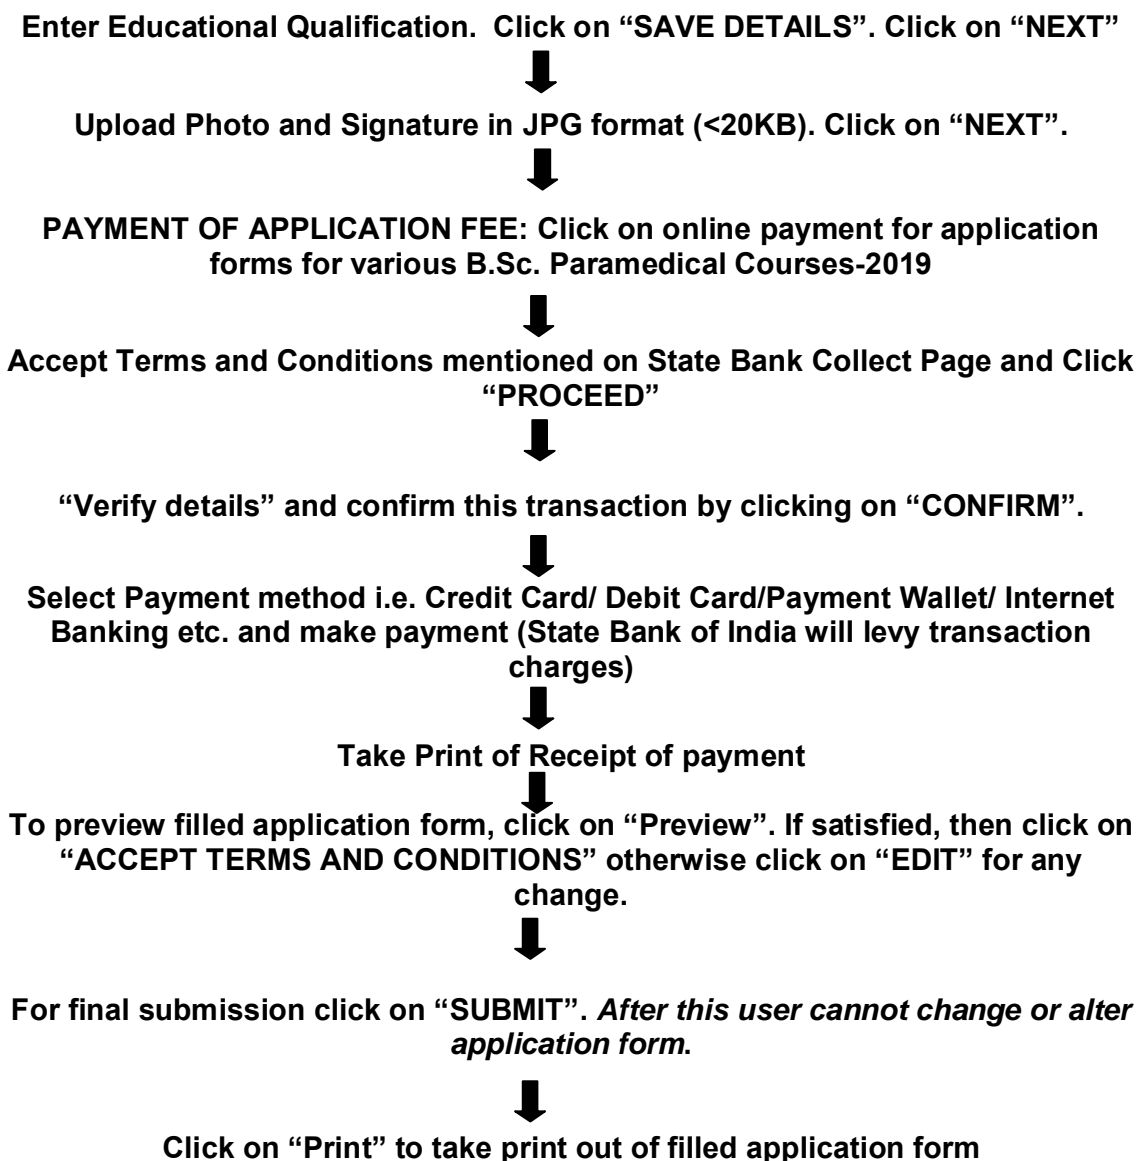 Enter Educational Qualification.  Click on “SAVE DETAILS”. Click on “NEXT”
Upload Photo and Signature in JPG format (<20KB). Click on “NEXT”.
PAYMENT OF APPLICATION FEE: Click on online payment for application
forms for various B.Sc. Paramedical Courses-2019
Accept Terms and Conditions mentioned on State Bank Collect Page and Click
“PROCEED”
“Verify details” and confirm this transaction by clicking on “CONFIRM”.
Select Payment method i.e. Credit Card/ Debit Card/Payment Wallet/ Internet
Banking etc. and make payment (State Bank of India will levy transaction
charges)
Take Print of Receipt of payment
To preview filled application form, click on “Preview”. If satisfied, then click on
“ACCEPT TERMS AND CONDITIONS” otherwise click on “EDIT” for any
change.
For final submission click on “SUBMIT”. After this user cannot change or alter
application form.
Click on “Print” to take print out of filled application form